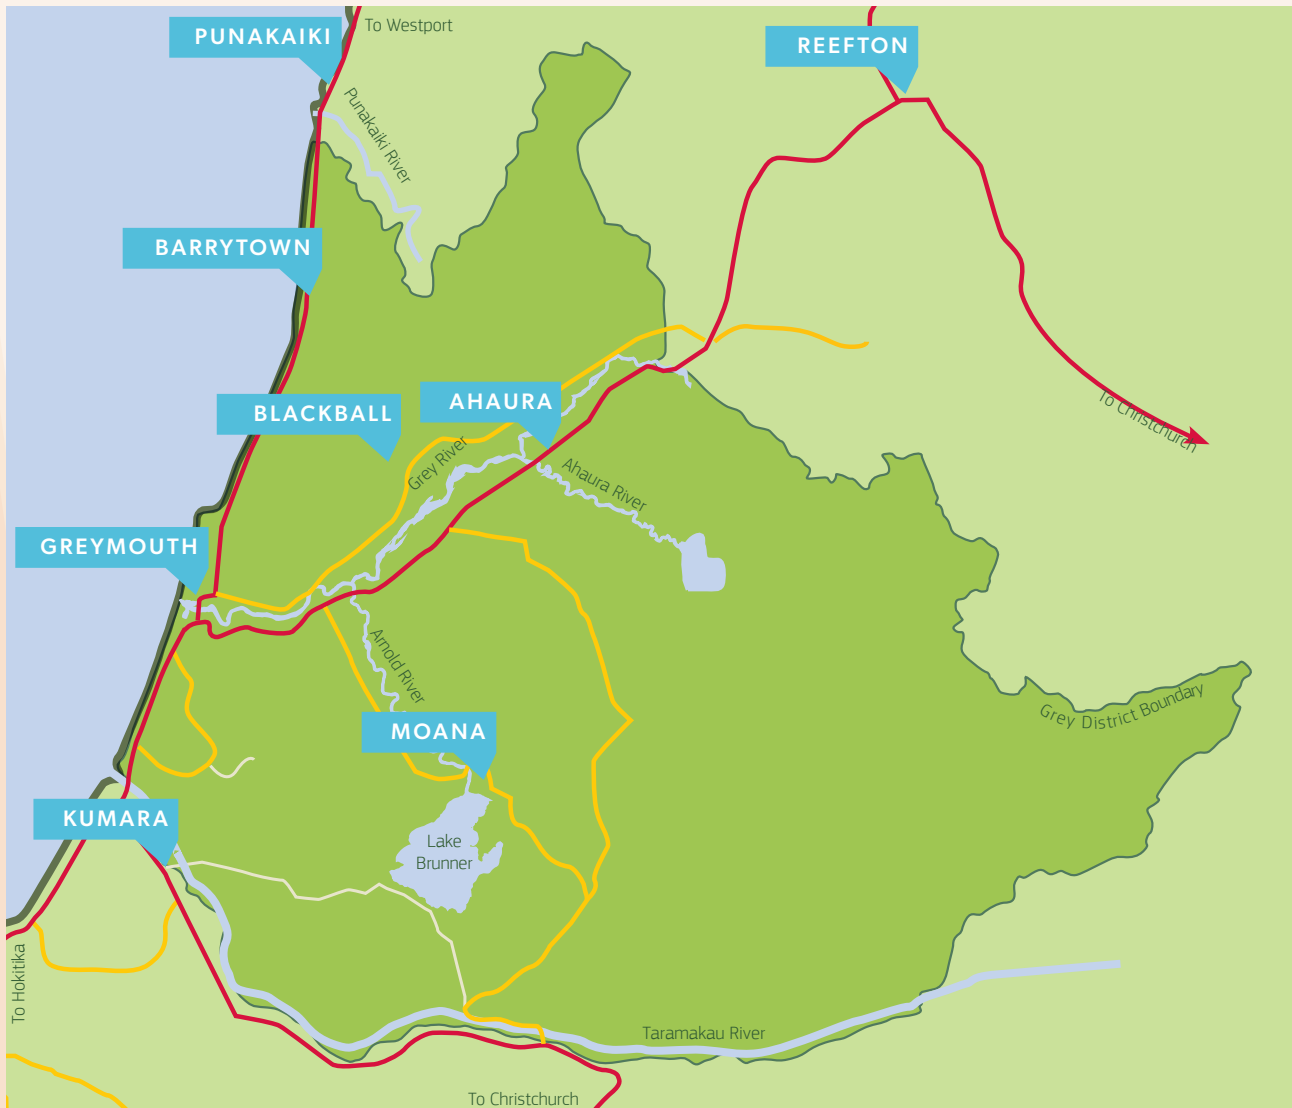 To Westport
PUNAKAIKI
REEFTON
Punakaiki River
BARRYTOWN
AHAURA
BLACKBALL
To Christchurch
Grey River
Ahaura River
GREYMOUTH
Arnold River
Grey District Boundary
MOANA
KUMARA
Lake
Brunner
To Hokitika
Taramakau River
To Christchurch